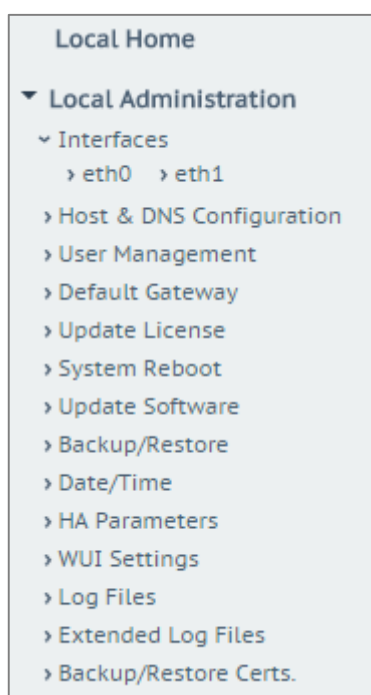 Local Home
Local Administration
Interfaces
eth0 eth1
Host & DNS Configuration
User Management
Default Gateway
Update License
System Reboot
Update Software
Backup/Restore
Date/Time
HA Parameters
WUI Settings
Log Files
Extended Log Files
Backup/Restore Certs.